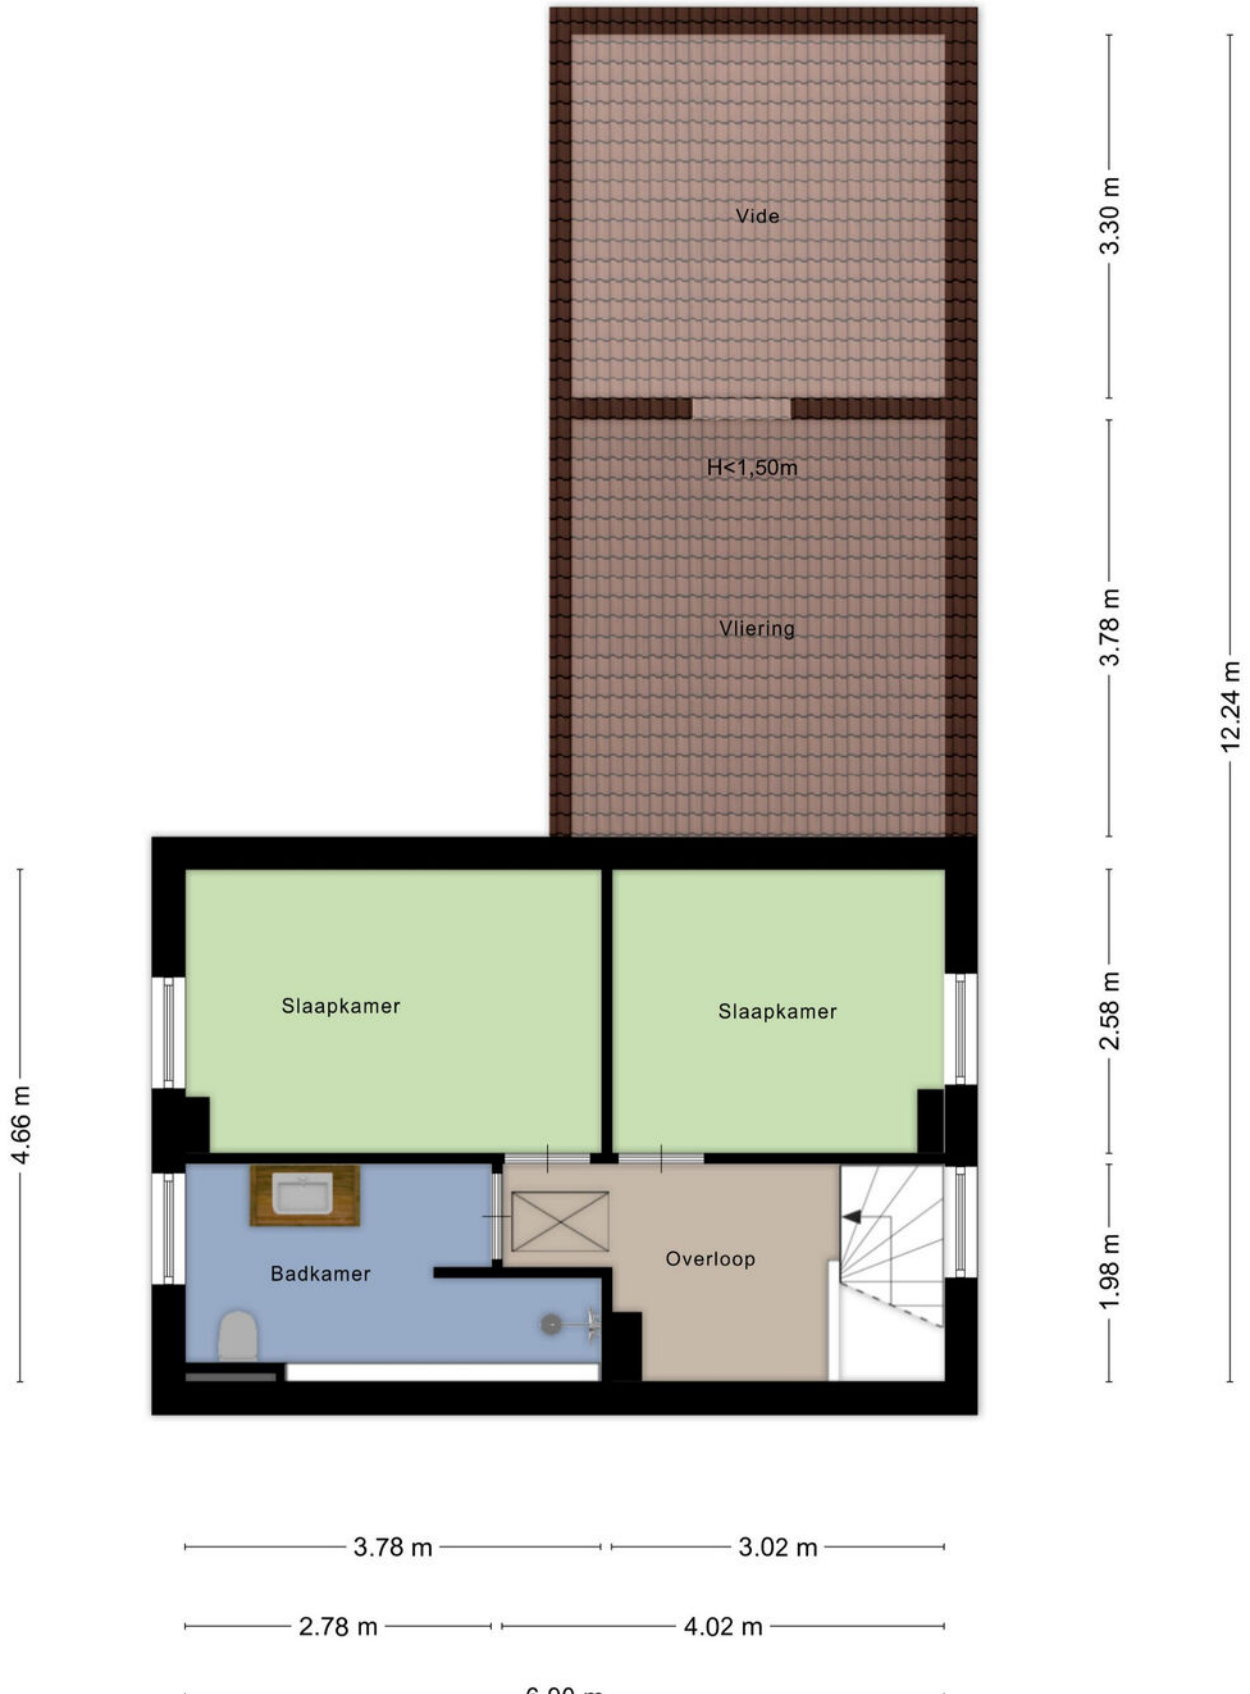 Vide
3.30 m
H<1,50m
Vliering
3.78 m
12.24 m
Slaapkamer
Slaapkamer
2.58 m
4.66 m
Badkamer
Overloop
1.98 m
3.78 m
3.02 m
2.78 m
4.02 m